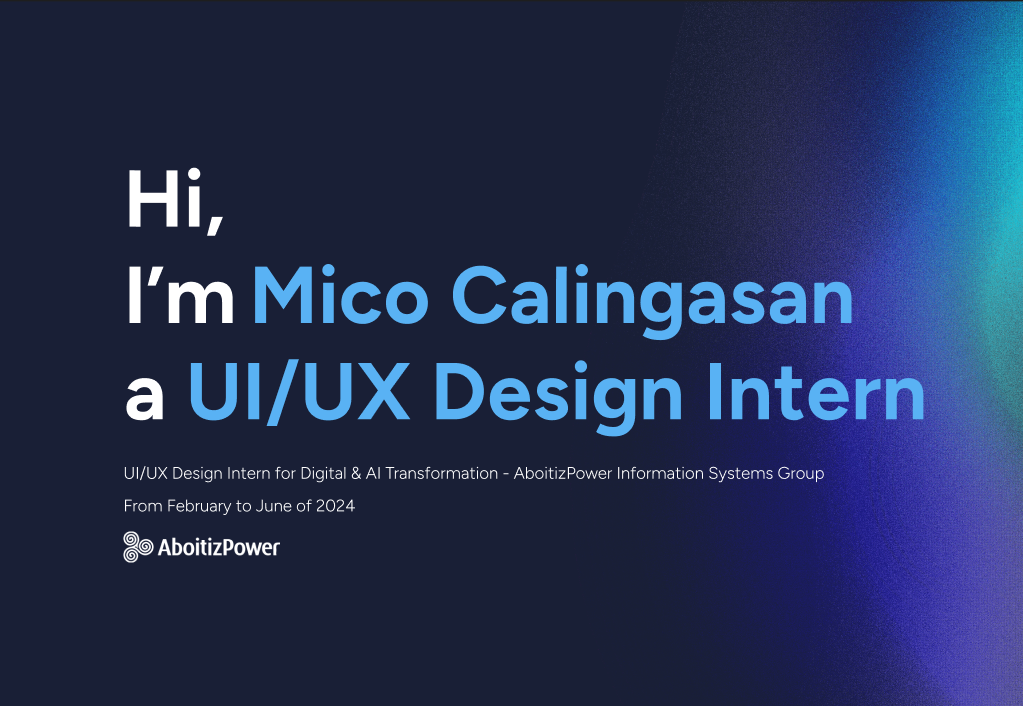 Hi,
I’m Mico Calingasan
a UI/UX Design Intern
UI/UX Design Intern for Digital & AI Transformation - AboitizPower Information Systems Group
From February to June of 2024
AboitizPower